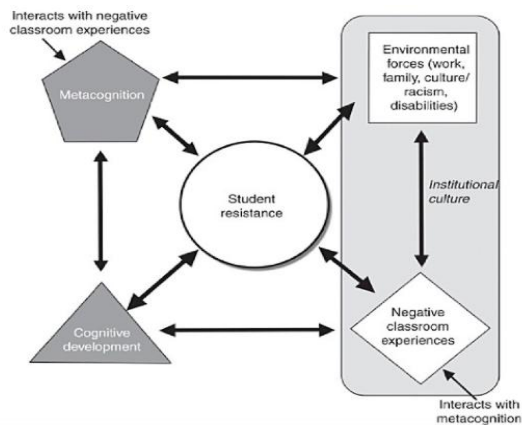 Interacts with negative
classroom experiences
Metacognition
Environmental
forces (work,
family, culture/
racism,
disabilities)
Institutional
culture
Student
resistance
Cognitive
development
Negative
classroom
experiences
Interacts with
metacognition